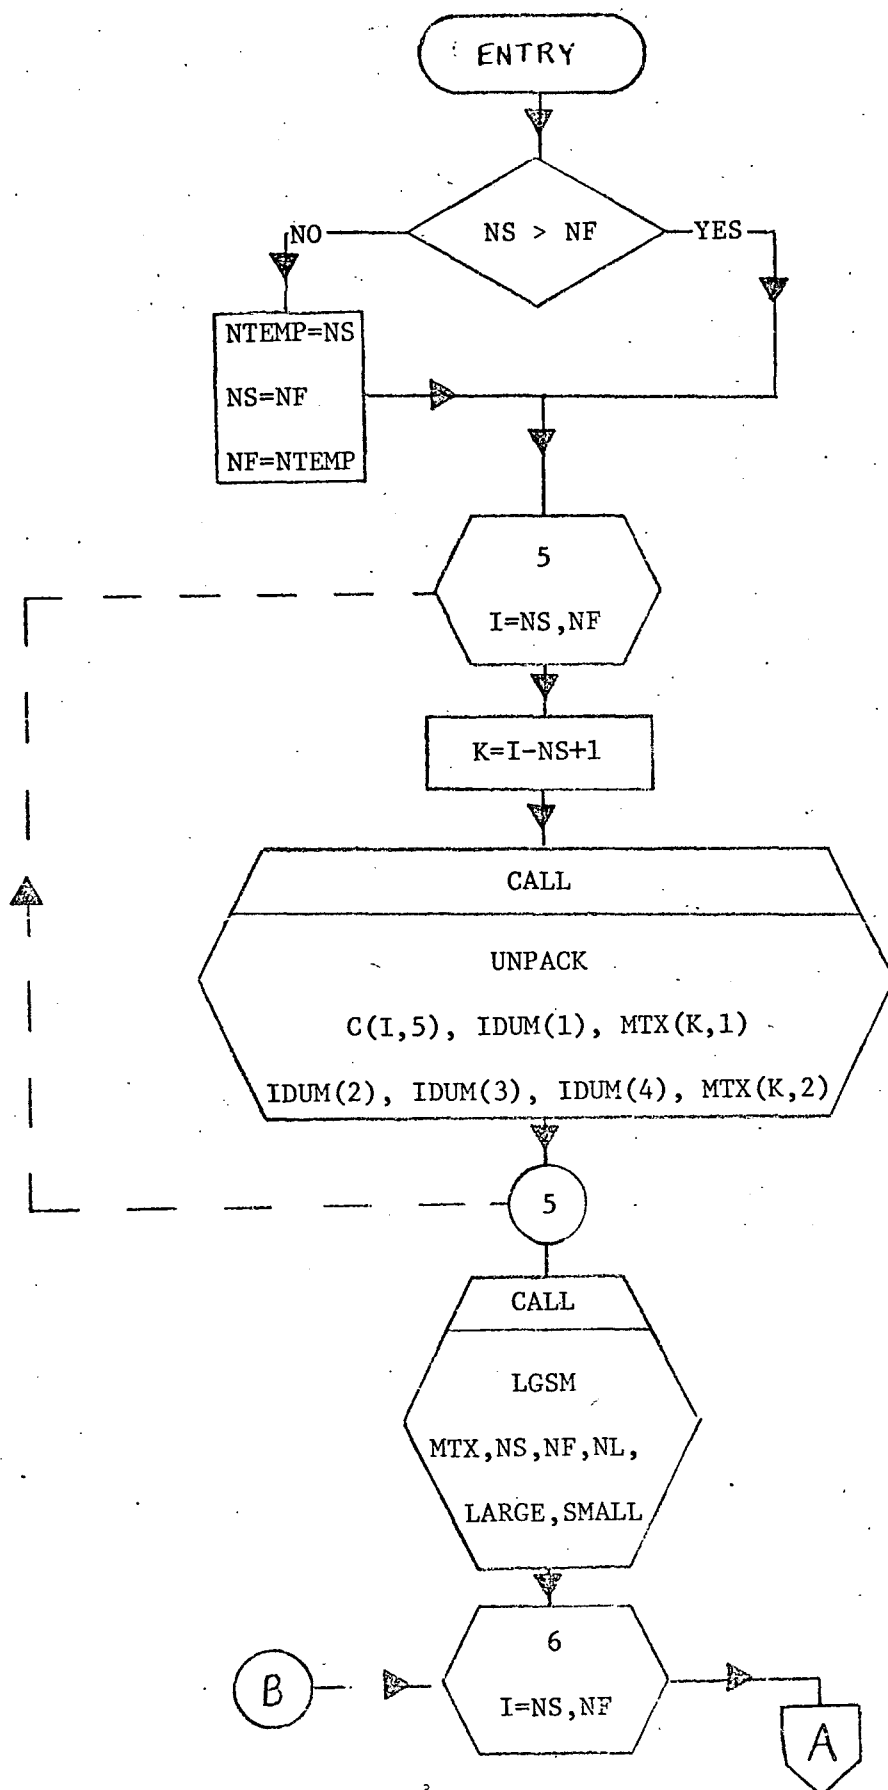 ENTRY
NS > NF
NO
YES
NTEMP=NS
NS=NF
NF=NTEMP
5
I=NS,NF
K=I-NS+1
CALL
UNPACK
C(I,5), IDUM(1), MTX(K,1)
IDUM(2), IDUM(3), IDUM(4), MTX(K,2)
5
CALL
LGSM
MTX,NS,NF,NL,
LARGE,SMALL
6
I=NS,NF
B
A